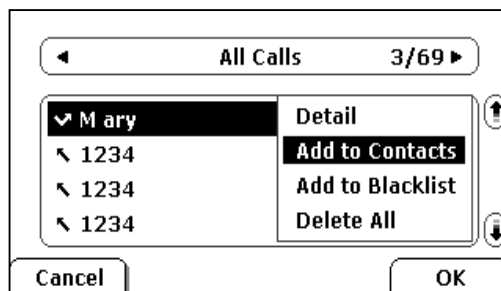 All Calls 3/69
M ary Detail
1234 Add to Contacts
1234 Add to Blacklist
1234 Delete All
Cancel OK